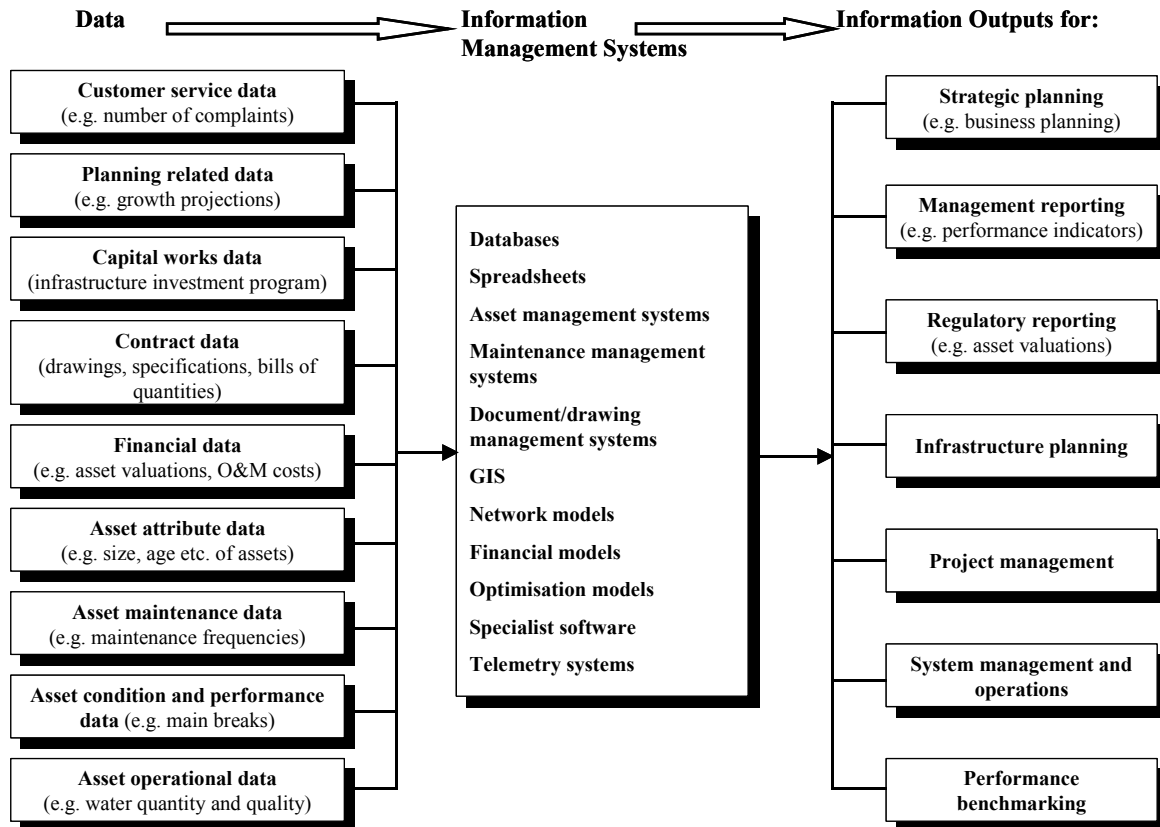 Data
Information
Management Systems
Information Outputs for:
Customer service data
(e.g. number of complaints)
Planning related data
(e.g. growth projections)
Capital works data
(infrastructure investment program)
Contract data
(drawings, specifications, bills of
quantities)
Financial data
(e.g. asset valuations, O&M costs)
Asset attribute data
(e.g. size, age etc. of assets)
Asset maintenance data
(e.g. maintenance frequencies)
Asset condition and performance
data (e.g. main breaks)
Asset operational data
(e.g. water quantity and quality)
Databases
Spreadsheets
Asset management systems
Maintenance management
systems
Document/drawing
management systems
GIS
Network models
Financial models
Optimisation models
Specialist software
Telemetry systems
Strategic planning
(e.g. business planning)
Management reporting
(e.g. performance indicators)
Regulatory reporting
(e.g. asset valuations)
Infrastructure planning
Project management
System management and
operations
Performance
benchmarking